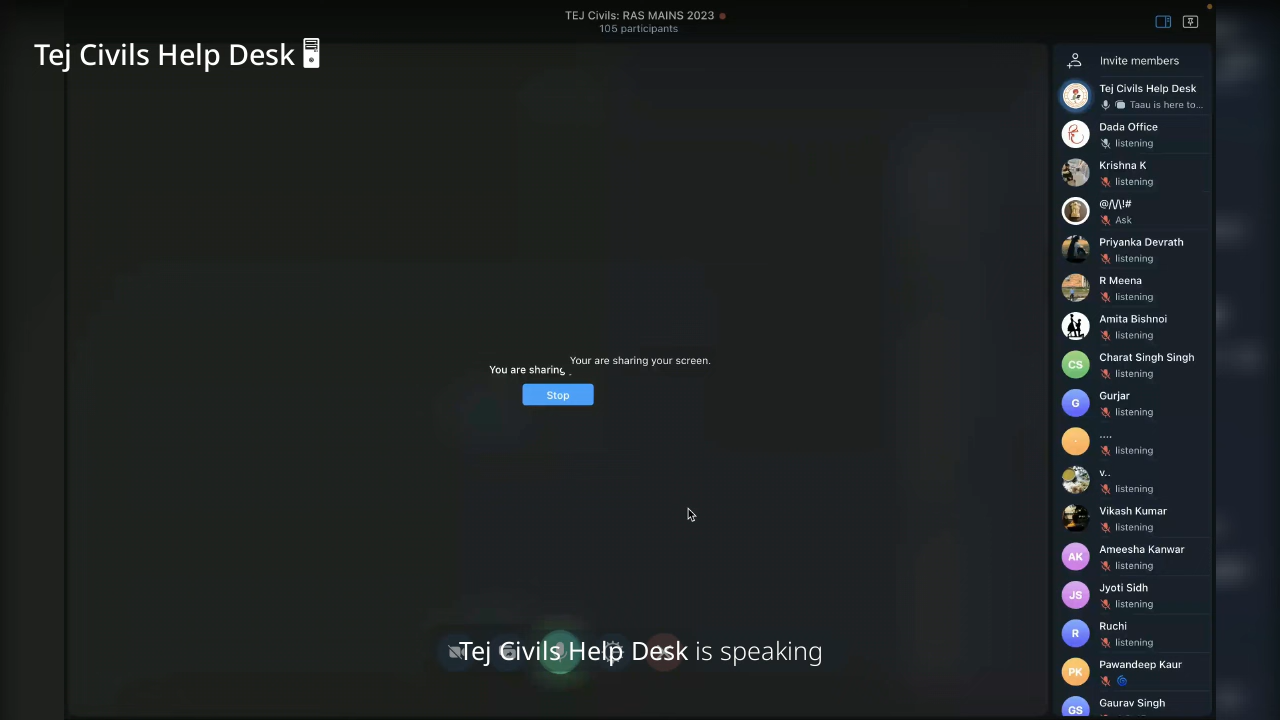 TEJ Civils: RAS MAINS 2023
105 participants
Tej Civils Help Desk
Invite members
Tej Civils Help Desk
Taau is here to...
Dada Office
listening
Krishna K
listening
@/\/\!#
Ask
Priyanka Devrath
listening
R Meena
listening
Amita Bishnoi
listening
CS
Charat Singh Singh
listening
G
Gurjar
listening
....
listening
v..
listening
Vikash Kumar
listening
AK
Ameesha Kanwar
listening
JS
Jyoti Sidh
listening
R
Ruchi
listening
PK
Pawandeep Kaur
GS
Gaurav Singh
Your are sharing your screen.
You are sharing
Stop
Tej Civils Help Desk is speaking